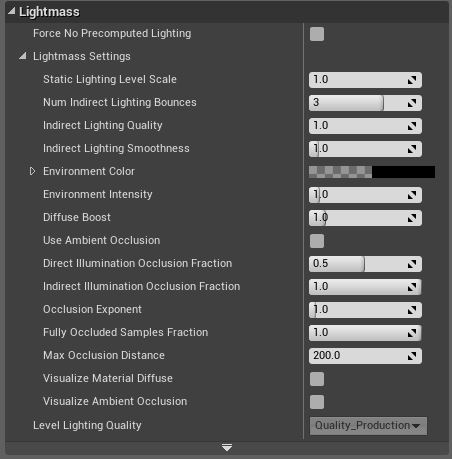 Lightmass
Force No Precomputed Lighting
Lightmass Settings
Static Lighting Level Scale 1.0
Num Indirect Lighting Bounces 3
Indirect Lighting Quality 1.0
Indirect Lighting Smoothness 1.0
Environment Color
Environment Intensity 1.0
Diffuse Boost 1.0
Use Ambient Occlusion
Direct Illumination Occlusion Fraction 0.5
Indirect Illumination Occlusion Fraction 1.0
Occlusion Exponent 1.0
Fully Occluded Samples Fraction 1.0
Max Occlusion Distance 200.0
Visualize Material Diffuse
Visualize Ambient Occlusion
Level Lighting Quality Quality_Production